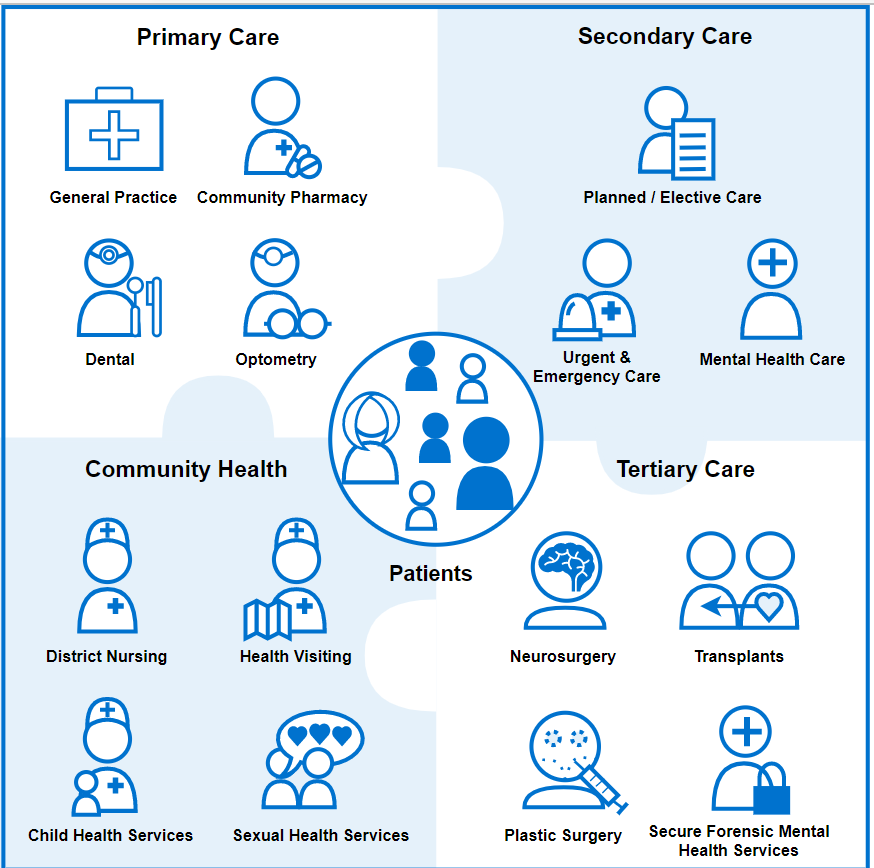 Primary Care
General Practice
Community Pharmacy
Dental
Optometry
Secondary Care
Planned / Elective Care
Urgent &
Emergency Care
Mental Health Care
Community Health
District Nursing
Health Visiting
Child Health Services
Sexual Health Services
Patients
Tertiary Care
Neurosurgery
Transplants
Plastic Surgery
Secure Forensic Mental
Health Services